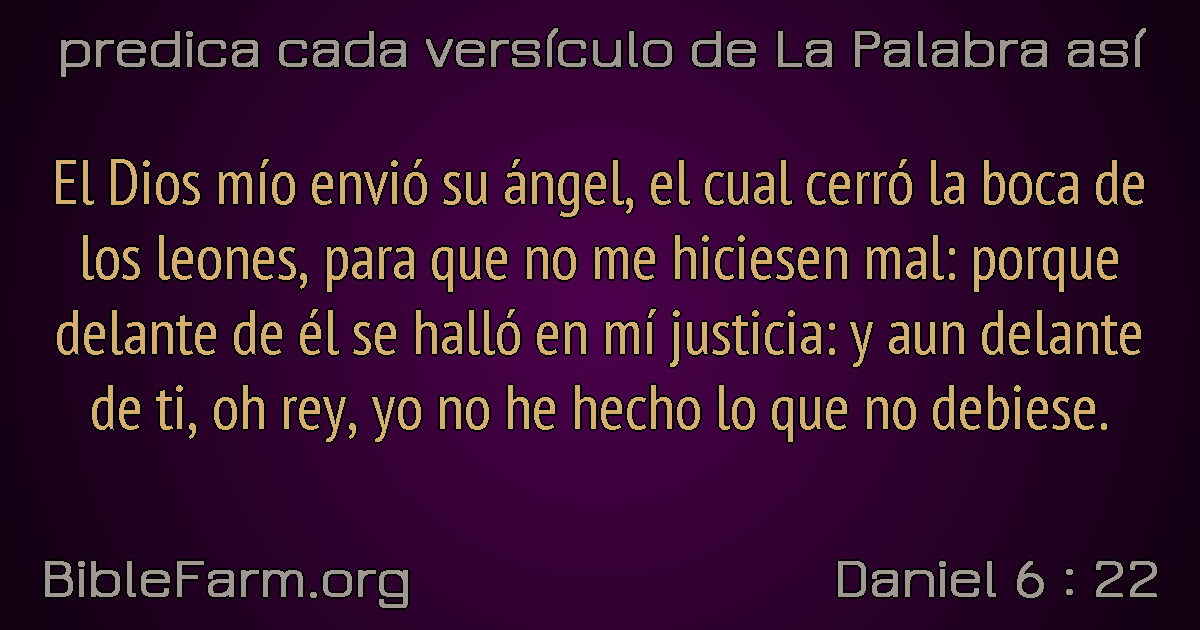 predica cada versículo de La Palabra así
El Dios mío envió su ángel, el cual cerró la boca de
los leones, para que no me hiciesen mal: porque
delante de él se halló en mí justicia: y aun delante
de ti, oh rey, yo no he hecho lo que no debiese.
BibleFarm.org
Daniel 6 : 22